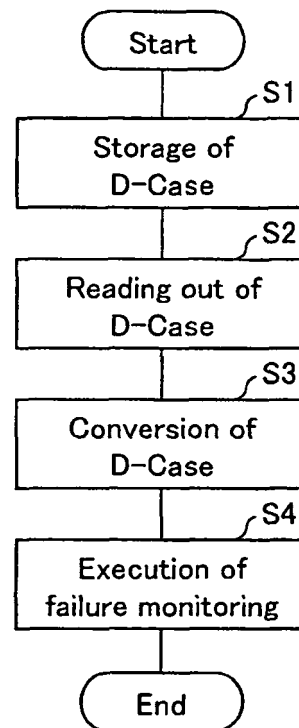 Start
S1
Storage of
D-Case
S2
Reading out of
D-Case
S3
Conversion of
D-Case
S4
Execution of
failure monitoring
End